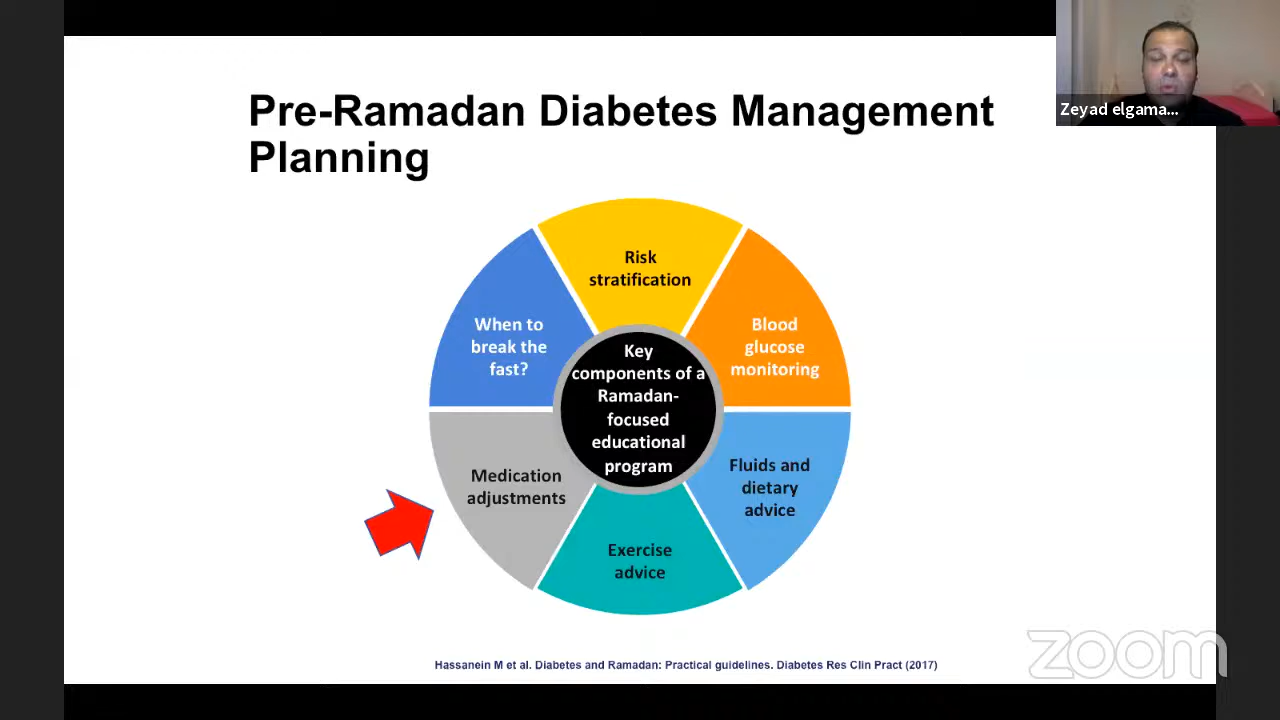 Pre-Ramadan Diabetes Management
Planning
Zeyad elgama...
Risk
stratification
Blood
glucose
monitoring
Fluids and
dietary
advice
Exercise
advice
Medication
adjustments
When to
break the
fast?
Key
components of a
Ramadan-
focused
educational
program
Hassanein M et al. Diabetes and Ramadan: Practical guidelines. Diabetes Res Clin Pract (2017)
zoom